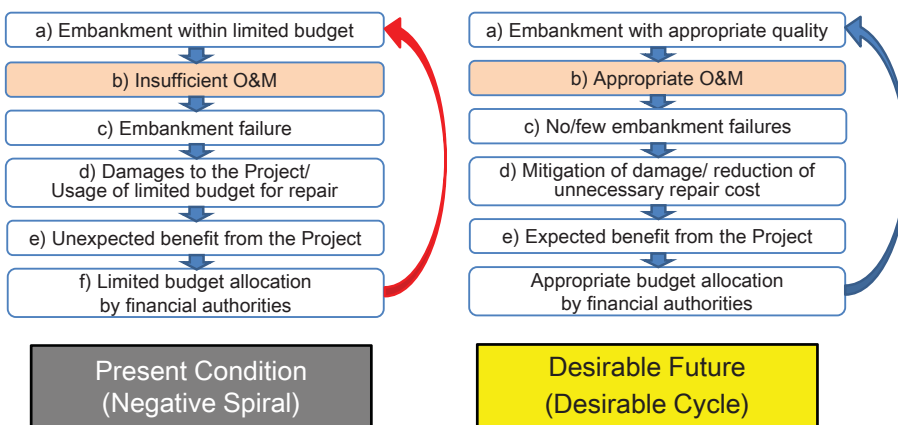 a) Embankment within limited budget
b) Insufficient O&M
c) Embankment failure
d) Damages to the Project/
Usage of limited budget for repair
e) Unexpected benefit from the Project
f) Limited budget allocation
by financial authorities
Present Condition
(Negative Spiral)
a) Embankment with appropriate quality
b) Appropriate O&M
c) No/few embankment failures
d) Mitigation of damage/ reduction of
unnecessary repair cost
e) Expected benefit from the Project
Appropriate budget allocation
by financial authorities
Desirable Future
(Desirable Cycle)